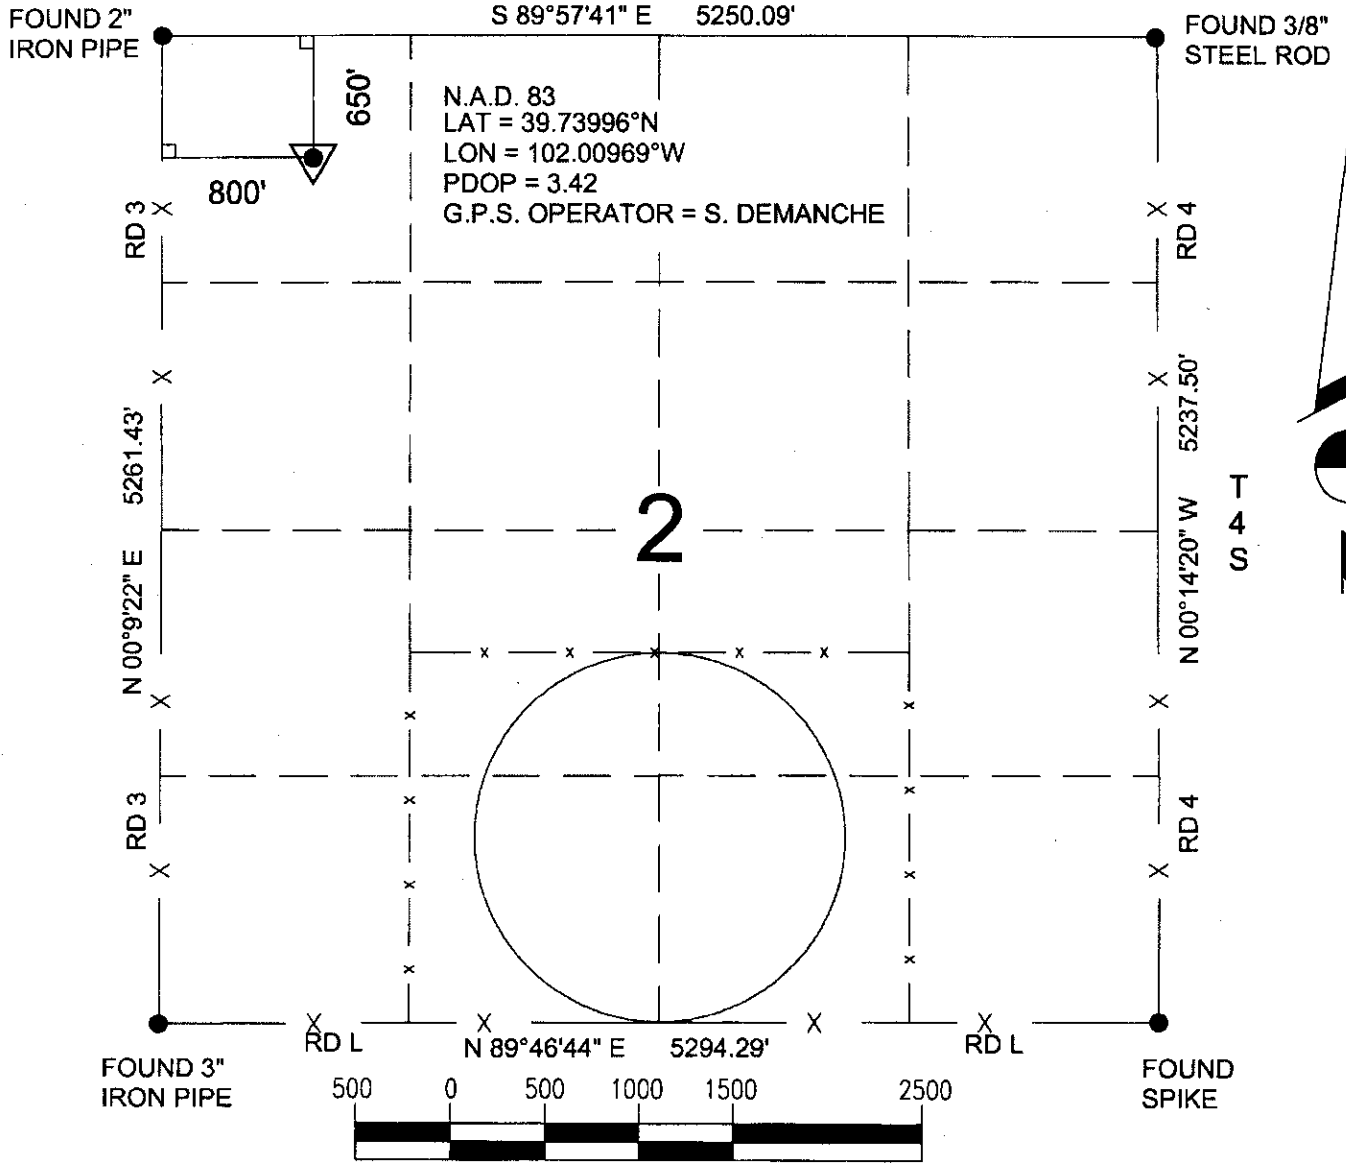 FOUND 2"
IRON PIPE
S 89°57'41" E 5250.09'
FOUND 3/8"
STEEL ROD
650'
800'
N.A.D. 83
LAT = 39.73996°N
LON = 102.00969°W
PDOP = 3.42
G.P.S. OPERATOR = S. DEMANCHE
RD 3
RD 4
N 00°9'22" E 5261.43'
2
N 00°14'20" W 5237.50'
T
4
S
RD 3
RD 4
RD L
N 89°46'44" E 5294.29'
RD L
FOUND 3"
IRON PIPE
FOUND
SPIKE
500 0 500 1000 1500 2500